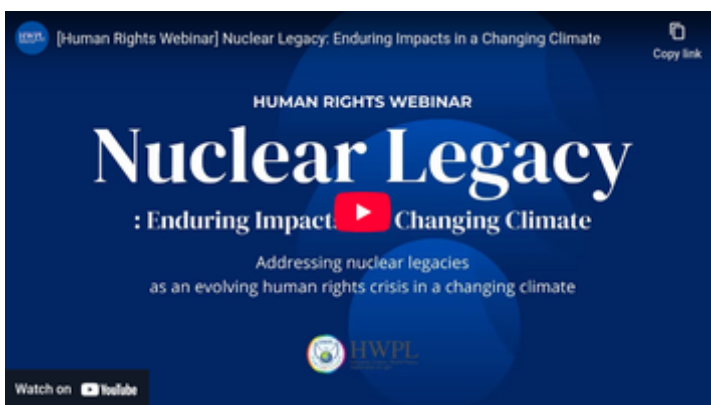 HWPL
[Human Rights Webinar] Nuclear Legacy: Enduring Impacts in a Changing Climate
Copy link
HUMAN RIGHTS WEBINAR
Nuclear Legacy
: Enduring Impact Changing Climate
Addressing nuclear legacies
as an evolving human rights crisis in a changing climate
HWPL
Watch on YouTube